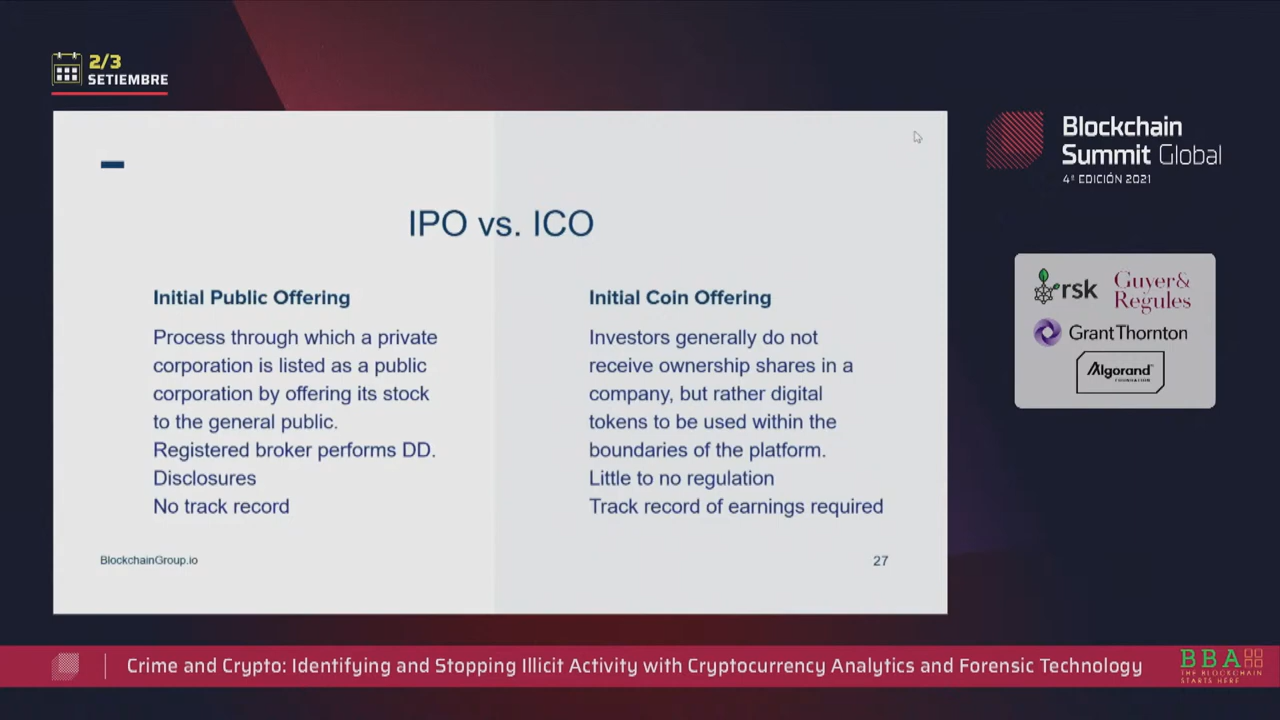 2/3
SETIEMBRE
Blockchain
Summit Global
4ª EDICIÓN 2021
IPO vs. ICO
Initial Public Offering
Process through which a private
corporation is listed as a public
corporation by offering its stock
to the general public.
Registered broker performs DD.
Disclosures
No track record
Initial Coin Offering
Investors generally do not
receive ownership shares in a
company, but rather digital
tokens to be used within the
boundaries of the platform.
Little to no regulation
Track record of earnings required
BlockchainGroup.io
27
rsk
Guyer&
Regules
GrantThornton
Algorand
FOUNDATION
Crime and Crypto: Identifying and Stopping Illicit Activity with Cryptocurrency Analytics and Forensic Technology
BBA
THE BLOCKCHAIN
STARTS HERE